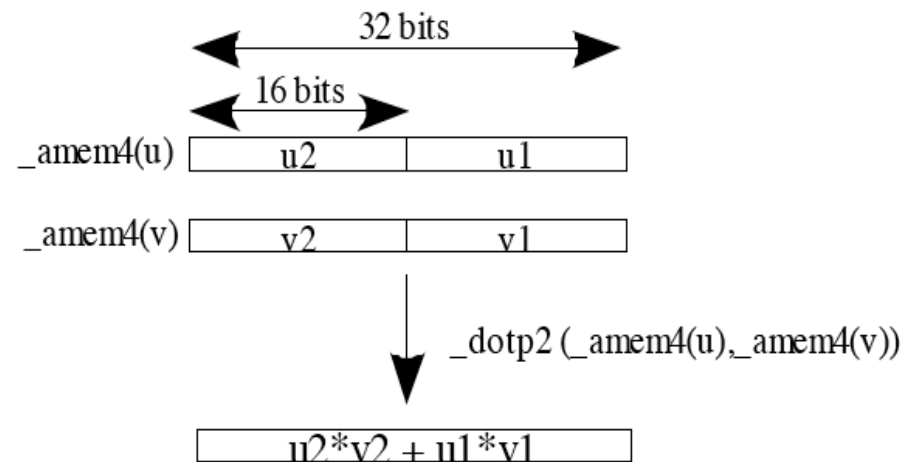 32 bits
16 bits
_amem4(u) u2 u1
_amem4(v) v2 v1
_dotp2 (_amem4(u),_amem4(v))
u2*v2 + u1*v1